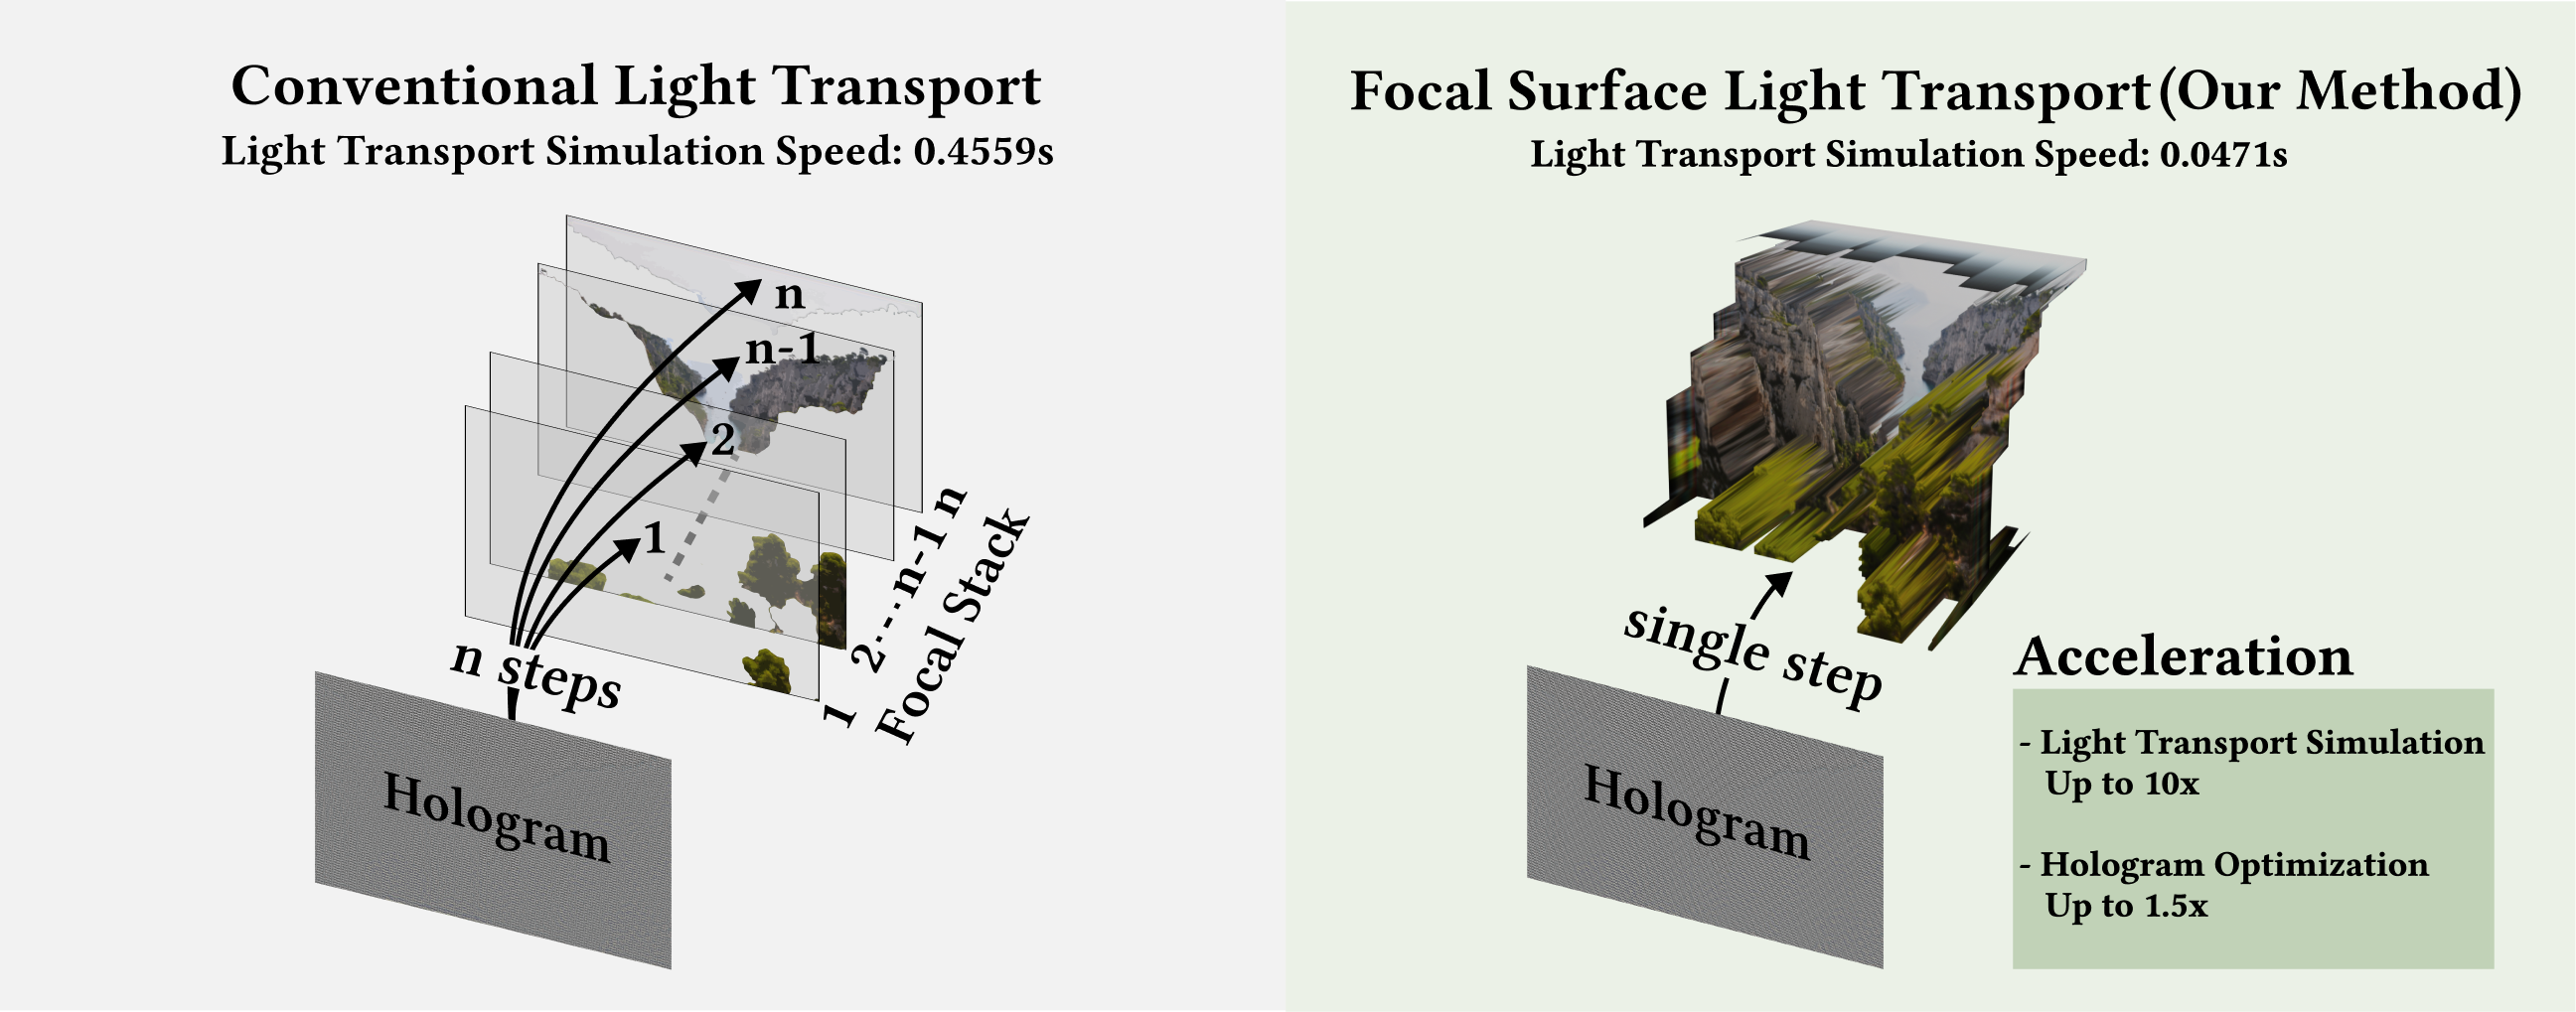 Conventional Light Transport
Light Transport Simulation Speed: 0.4559s
n
n-1
2
1
n steps
Hologram
1 2---n-1 n
Focal Stack
Focal Surface Light Transport(Our Method)
Light Transport Simulation Speed: 0.0471s
single step
Hologram
Acceleration
- Light Transport Simulation
Up to 10x
- Hologram Optimization
Up to 1.5x